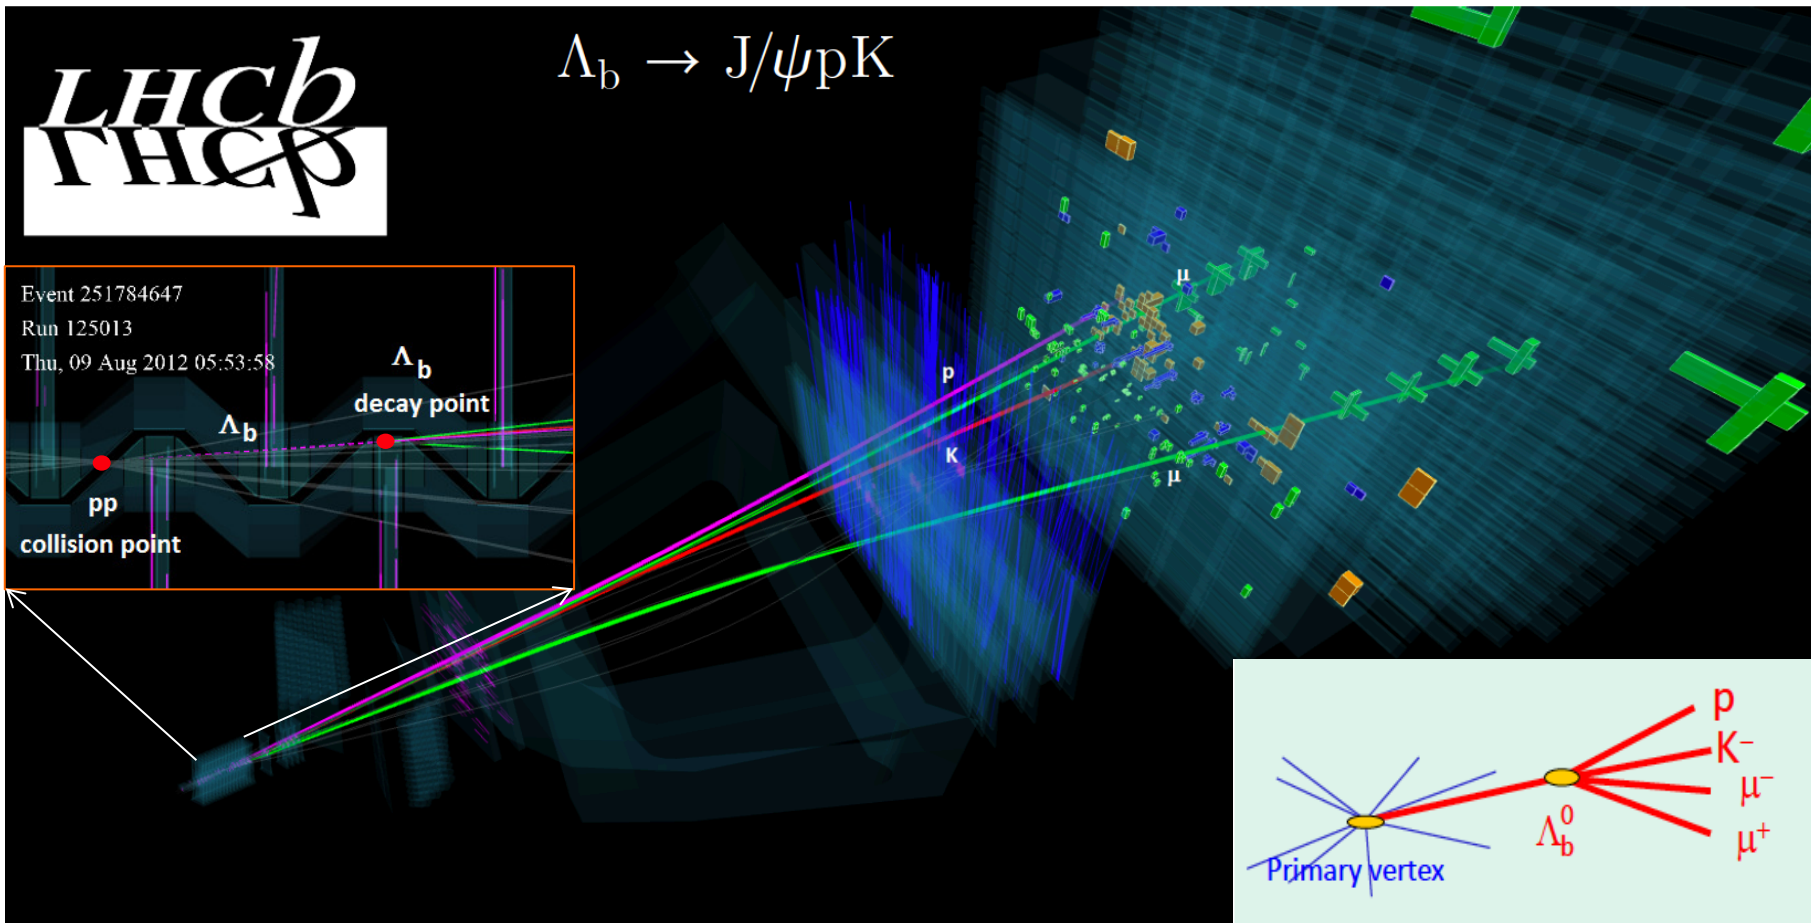 Λb → J/ψpK
LHCb
LHCb
Event 251784647
Run 125013
Thu, 09 Aug 2012 05:53:58
Λb
decay point
Λb
pp
collision point
μ
p
K
μ
p
K⁻
μ⁻
Λb⁰
μ⁺
Primary vertex